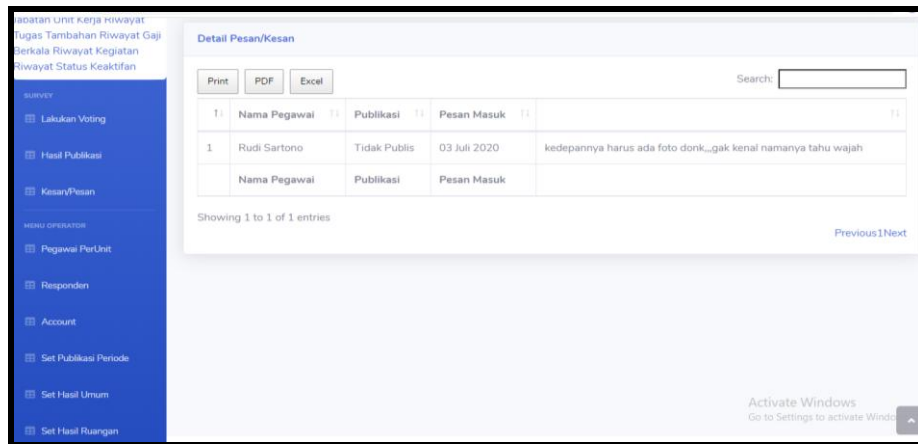 Jabatan Unit Kerja Riwayat
Tugas Tambahan Riwayat Gaji
Berkala Riwayat Kegiatan
Riwayat Status Keaktifan
SURVEY
Lakukan Voting
Hasil Publikasi
Kesan/Pesan
MENU OPERATOR
Pegawai PerUnit
Responden
Account
Set Publikasi Periode
Set Hasil Umum
Set Hasil Ruangan
Detail Pesan/Kesan
Print PDF Excel Search:
Nama Pegawai Publikasi Pesan Masuk
1 Rudi Sartono Tidak Publis 03 Juli 2020 kedepannya harus ada foto donk,,,gak kenal namanya tahu wajah
Nama Pegawai Publikasi Pesan Masuk
Showing 1 to 1 of 1 entries
Previous1Next
Activate Windows
Go to Settings to activate Windo